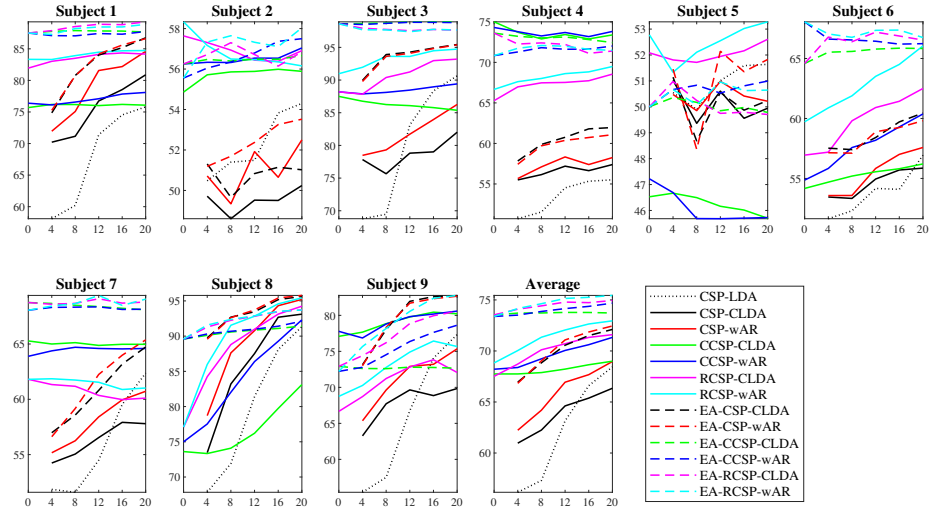 Subject 1
Subject 2
Subject 3
Subject 4
Subject 5
Subject 6
85
80
75
70
65
60
58
56
54
52
50
90
85
80
75
70
75
70
65
60
55
53
52
51
50
49
48
47
46
65
60
55
0 4 8 12 16 20
0 4 8 12 16 20
0 4 8 12 16 20
0 4 8 12 16 20
0 4 8 12 16 20
0 4 8 12 16 20
Subject 7
Subject 8
Subject 9
Average
65
60
55
95
90
85
80
75
70
80
75
70
65
60
75
70
65
60
0 4 8 12 16 20
0 4 8 12 16 20
0 4 8 12 16 20
0 4 8 12 16 20
CSP-LDA
CSP-CLDA
CSP-wAR
CCSP-CLDA
CCSP-wAR
RCSP-CLDA
RCSP-wAR
EA-CSP-CLDA
EA-CSP-wAR
EA-CCSP-CLDA
EA-CCSP-wAR
EA-RCSP-CLDA
EA-RCSP-wAR